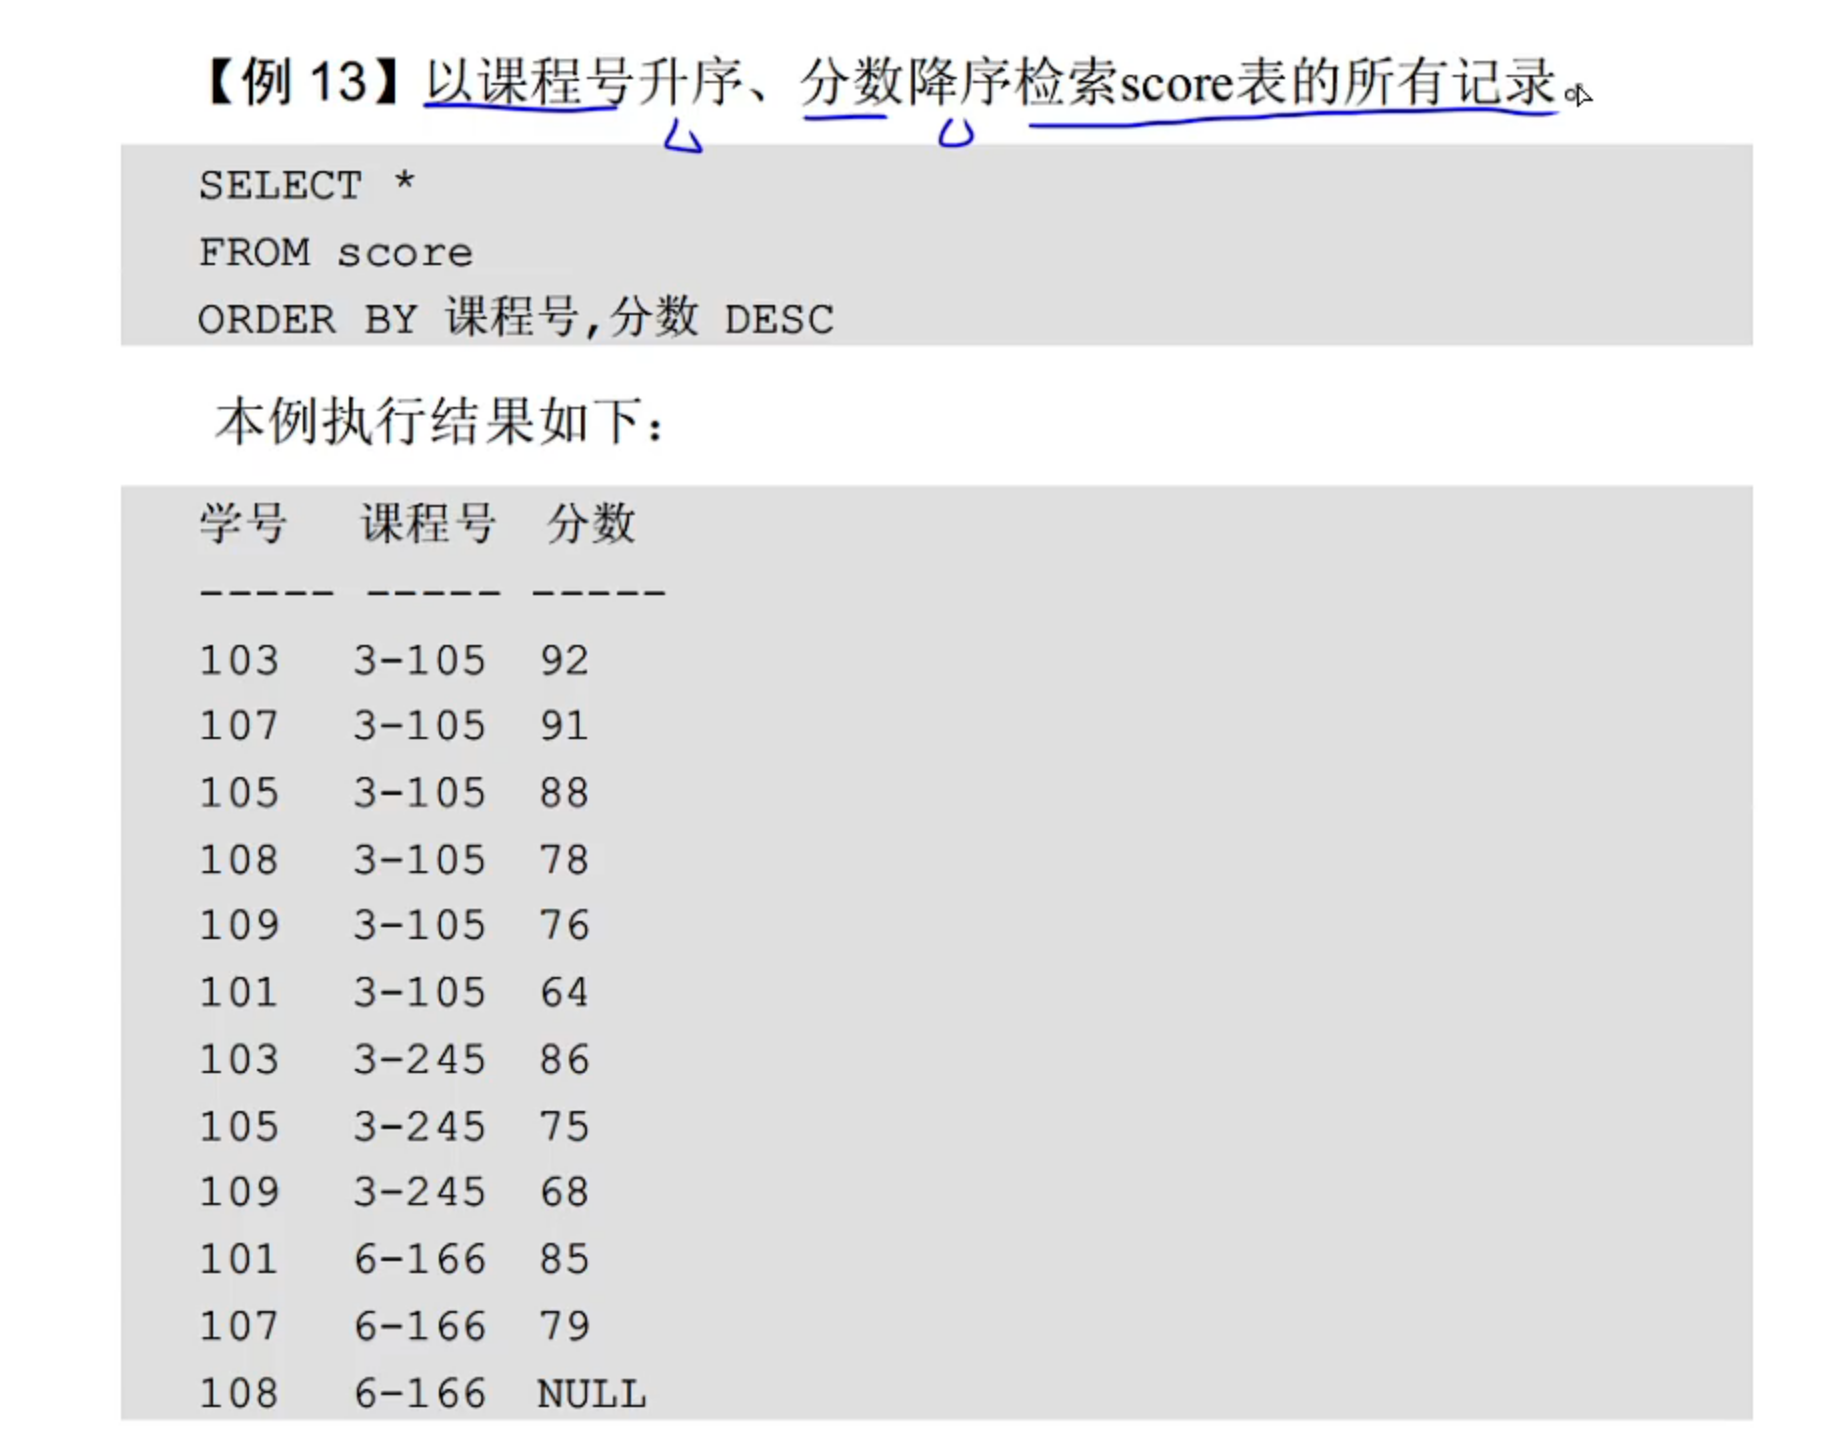 【例 13】以课程号升序、分数降序检索score表的所有记录。
SELECT *
FROM score
ORDER BY 课程号,分数 DESC
本例执行结果如下：
学号 课程号 分数
----- ----- -----
103 3-105 92
107 3-105 91
105 3-105 88
108 3-105 78
109 3-105 76
101 3-105 64
103 3-245 86
105 3-245 75
109 3-245 68
101 6-166 85
107 6-166 79
108 6-166 NULL